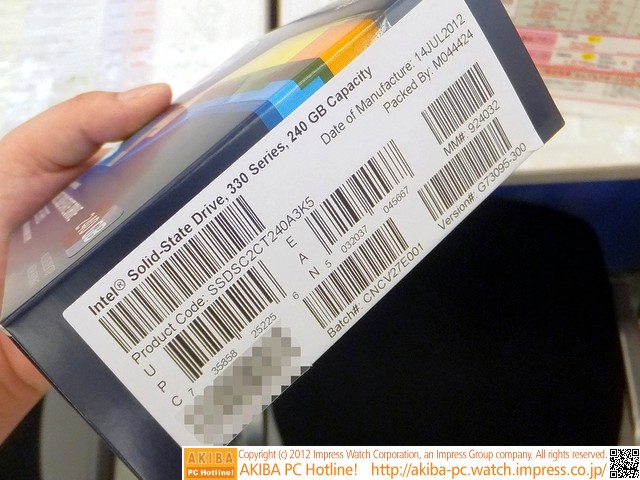 Intel® Solid-State Drive, 330 Series, 240 GB Capacity
Date of Manufacture: 14JUL2012
Packed By: M044424
Product Code: SSDSC2CT240A3K5
MM#: 924032
UPC
7 35858 25225
EAN
5 032037 045867
Version#: G73095-300
Batch#: CNCV27E001
240GB
AKIBA
PC Hotline!
Copyright (c) 2012 Impress Watch Corporation, an Impress Group company. All rights reserved.
AKIBA PC Hotline! http://akiba-pc.watch.impress.co.jp/